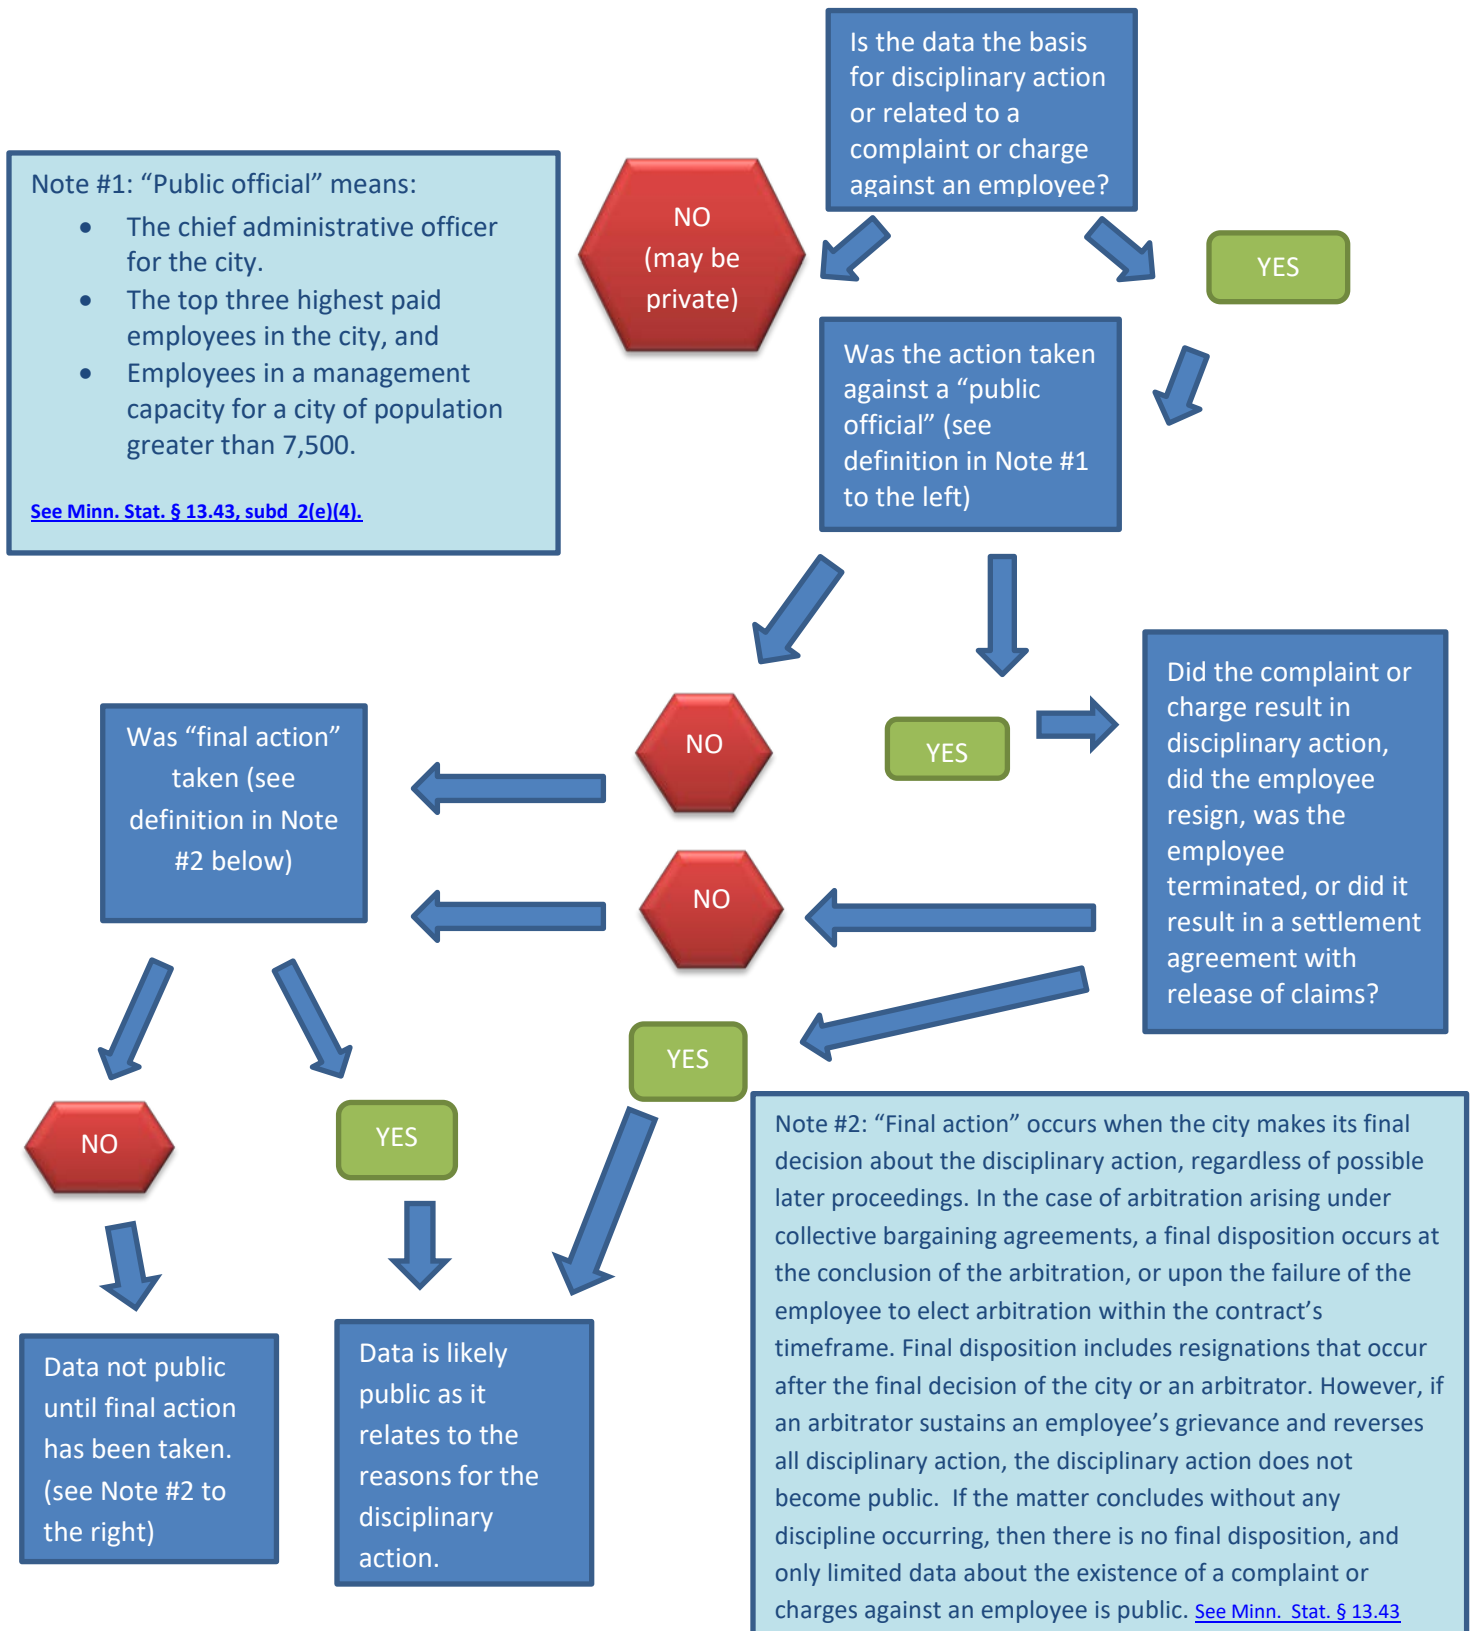 Is the data the basis
for disciplinary action
or related to a
complaint or charge
against an employee?
Note #1: “Public official” means:
• The chief administrative officer
for the city.
• The top three highest paid
employees in the city, and
• Employees in a management
capacity for a city of population
greater than 7,500.
See Minn. Stat. § 13.43, subd  2(e)(4).
NO
(may be
private)
YES
Was the action taken
against a “public
official” (see
definition in Note #1
to the left)
Did the complaint or
charge result in
disciplinary action,
did the employee
resign, was the
employee
terminated, or did it
result in a settlement
agreement with
release of claims?
NO
YES
Was “final action”
taken (see
definition in Note
#2 below)
NO
YES
NO
YES
Note #2: “Final action” occurs when the city makes its final
decision about the disciplinary action, regardless of possible
later proceedings. In the case of arbitration arising under
collective bargaining agreements, a final disposition occurs at
the conclusion of the arbitration, or upon the failure of the
employee to elect arbitration within the contract’s
timeframe. Final disposition includes resignations that occur
after the final decision of the city or an arbitrator. However, if
an arbitrator sustains an employee’s grievance and reverses
all disciplinary action, the disciplinary action does not
become public.  If the matter concludes without any
discipline occurring, then there is no final disposition, and
only limited data about the existence of a complaint or
charges against an employee is public. See Minn.  Stat. § 13.43
Data not public
until final action
has been taken.
(see Note #2 to
the right)
Data is likely
public as it
relates to the
reasons for the
disciplinary
action.